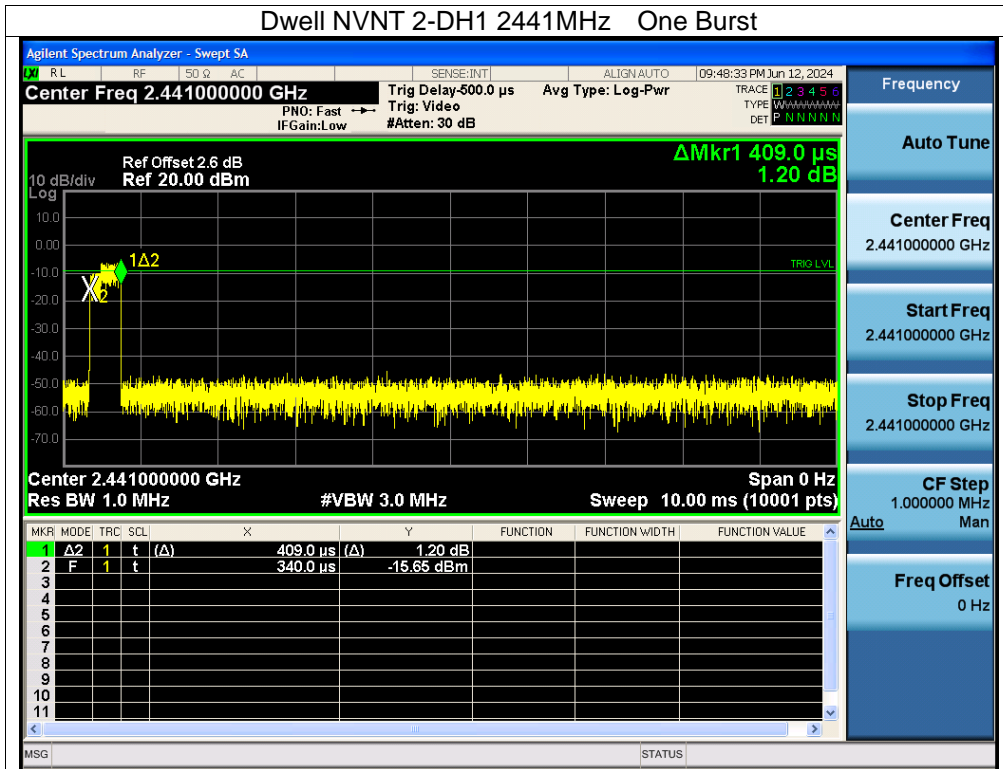 Dwell NVNT 2-DH1 2441MHz One Burst
Agilent Spectrum Analyzer - Swept SA
LXI RL RF 50 Ω AC SENSE:INT ALIGN AUTO 09:48:33 PM Jun 12, 2024
Center Freq 2.441000000 GHz
PNO: Fast
IFGain:Low
Trig Delay-500.0 µs
Trig: Video
#Atten: 30 dB
Avg Type: Log-Pwr
TRACE 1 2 3 4 5 6
TYPE WWWWWW
DET P N N N N N
Frequency
Auto Tune
Center Freq
2.441000000 GHz
Start Freq
2.441000000 GHz
Stop Freq
2.441000000 GHz
CF Step
1.000000 MHz
Auto Man
Freq Offset
0 Hz
ΔMkr1 409.0 µs
1.20 dB
Ref Offset 2.6 dB
10 dB/div Ref 20.00 dBm
Log
10.0
0.00
-10.0
-20.0
-30.0
-40.0
-50.0
-60.0
-70.0
1Δ2
X2
TRIG LVL
Center 2.441000000 GHz Span 0 Hz
Res BW 1.0 MHz #VBW 3.0 MHz Sweep 10.00 ms (10001 pts)
MKR MODE TRC SCL X Y FUNCTION FUNCTION WIDTH FUNCTION VALUE
1 Δ2 1 t (Δ) 409.0 µs (Δ) 1.20 dB
2 F 1 t 340.0 µs -15.65 dBm
3
4
5
6
7
8
9
10
11
MSG STATUS